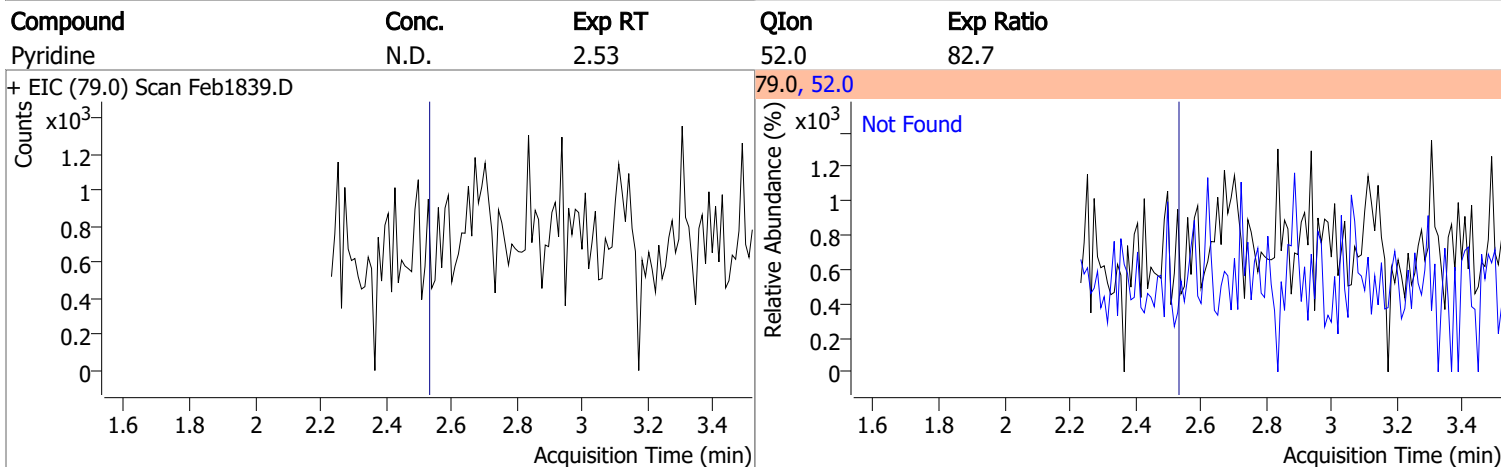 Compound Conc. Exp RT QIon Exp Ratio
Pyridine N.D. 2.53 52.0 82.7
+ EIC (79.0) Scan Feb1839.D
Counts
x10³
1.2
1
0.8
0.6
0.4
0.2
0
1.6 1.8 2 2.2 2.4 2.6 2.8 3 3.2 3.4
Acquisition Time (min)
79.0, 52.0
Relative Abundance (%)
x10³
Not Found
1.2
1
0.8
0.6
0.4
0.2
0
1.6 1.8 2 2.2 2.4 2.6 2.8 3 3.2 3.4
Acquisition Time (min)